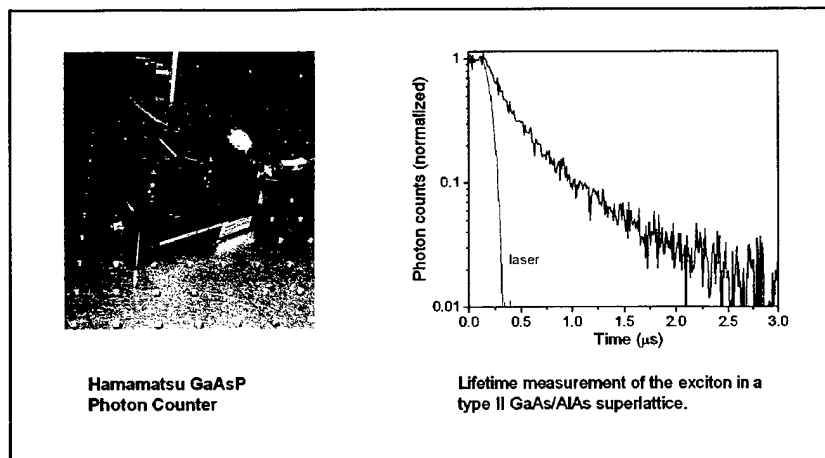 1
0.1
0.01
Photon counts (normalized)
laser
0.0 0.5 1.0 1.5 2.0 2.5 3.0
Time (μs)
Hamamatsu GaAsP
Photon Counter
Lifetime measurement of the exciton in a
type II GaAs/AlAs superlattice.